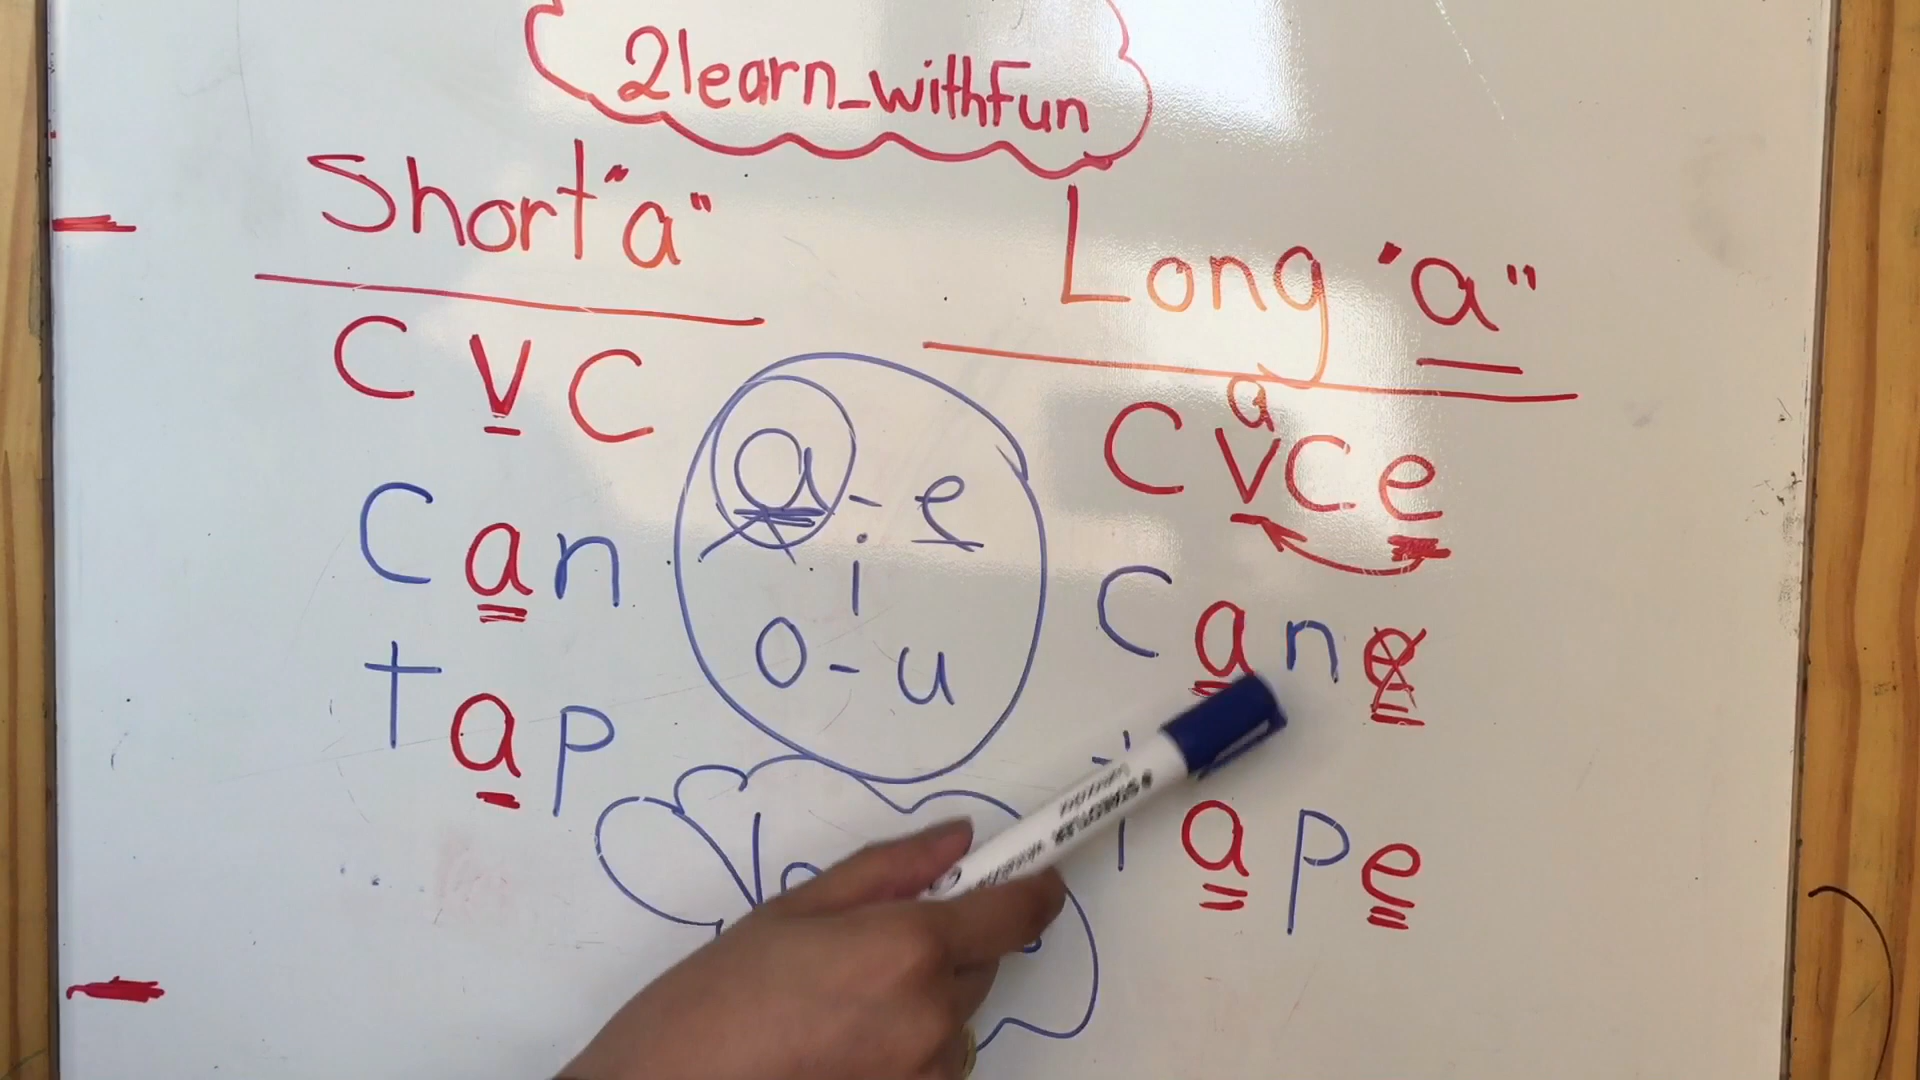 2learn_withfun
Short "a"
CVC
Can
tap
a - e
i
o - u
Long "a"
a
CVCe
Cane
tape